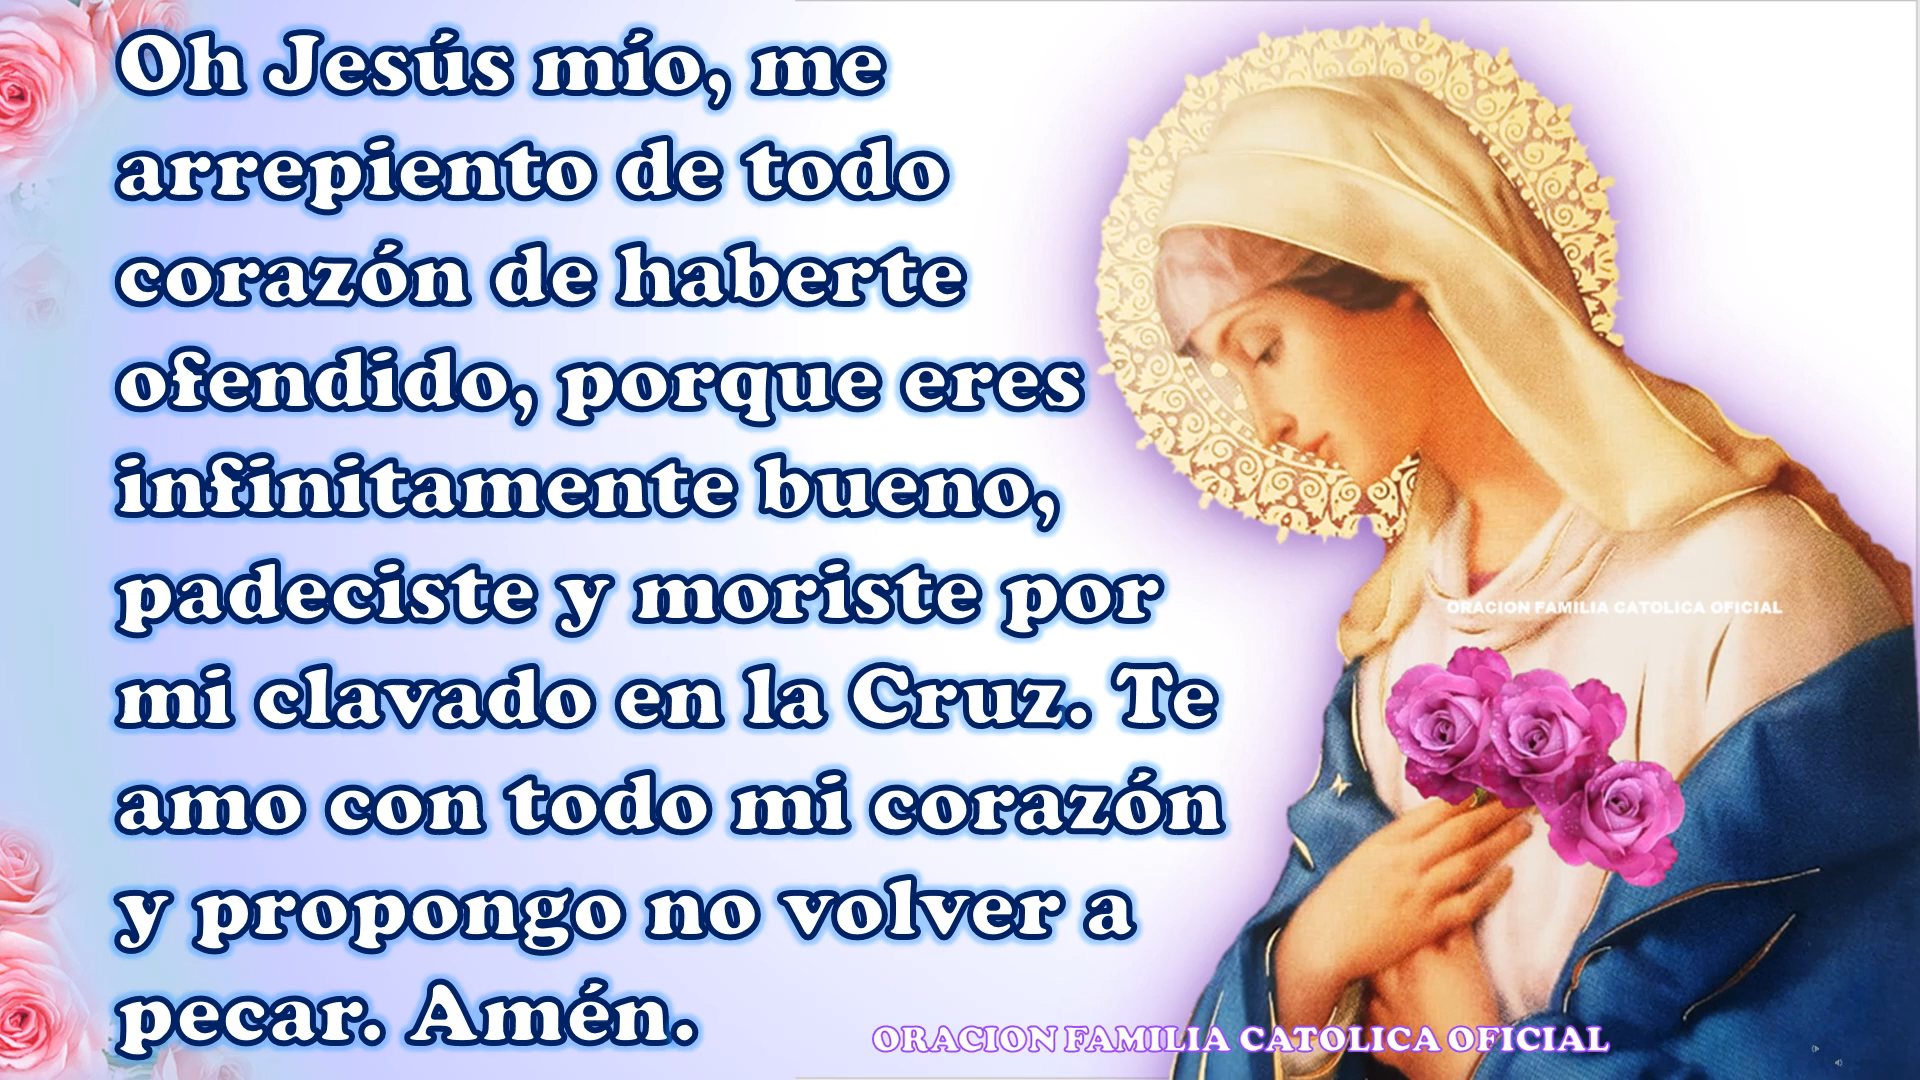 Oh Jesús mío, me
arrepiento de todo
corazón de haberte
ofendido, porque eres
infinitamente bueno,
padeciste y moriste por
mi clavado en la Cruz. Te
amo con todo mi corazón
y propongo no volver a
pecar. Amén.
ORACION FAMILIA CATOLICA OFICIAL
ORACION FAMILIA CATOLICA OFICIAL